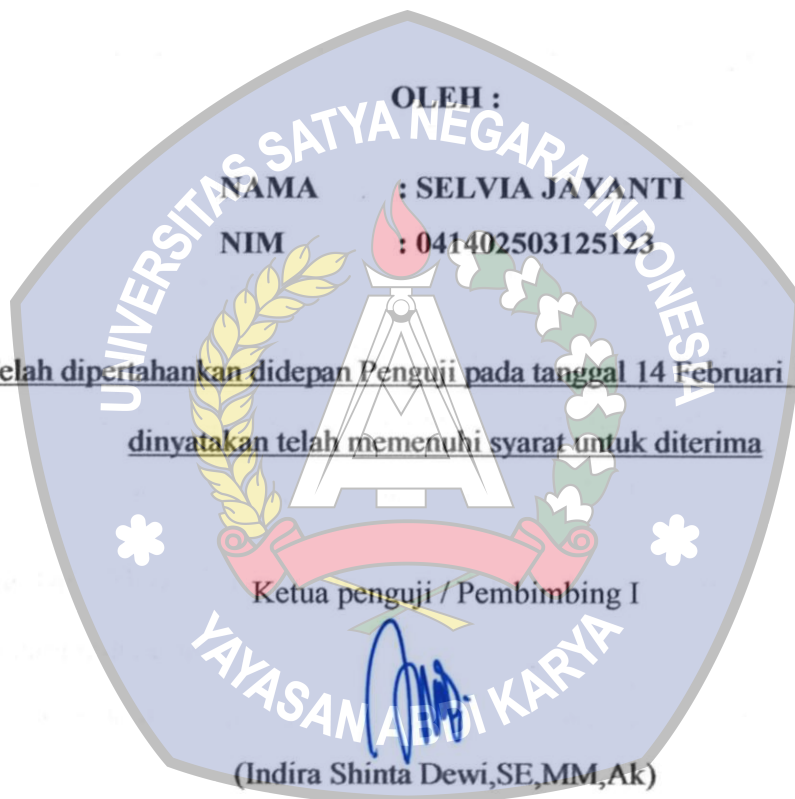 OLEH :
UNIVERSITAS SATYA NEGARA INDONESIA
NAMA : SELVIA JAYANTI
NIM : 041402503125123
elah dipertahankan didepan Penguji pada tanggal 14 Februari
dinyatakan telah memenuhi syarat untuk diterima
Ketua penguji / Pembimbing I
YAYASAN ABDI KARYA
(Indira Shinta Dewi,SE,MM,Ak)